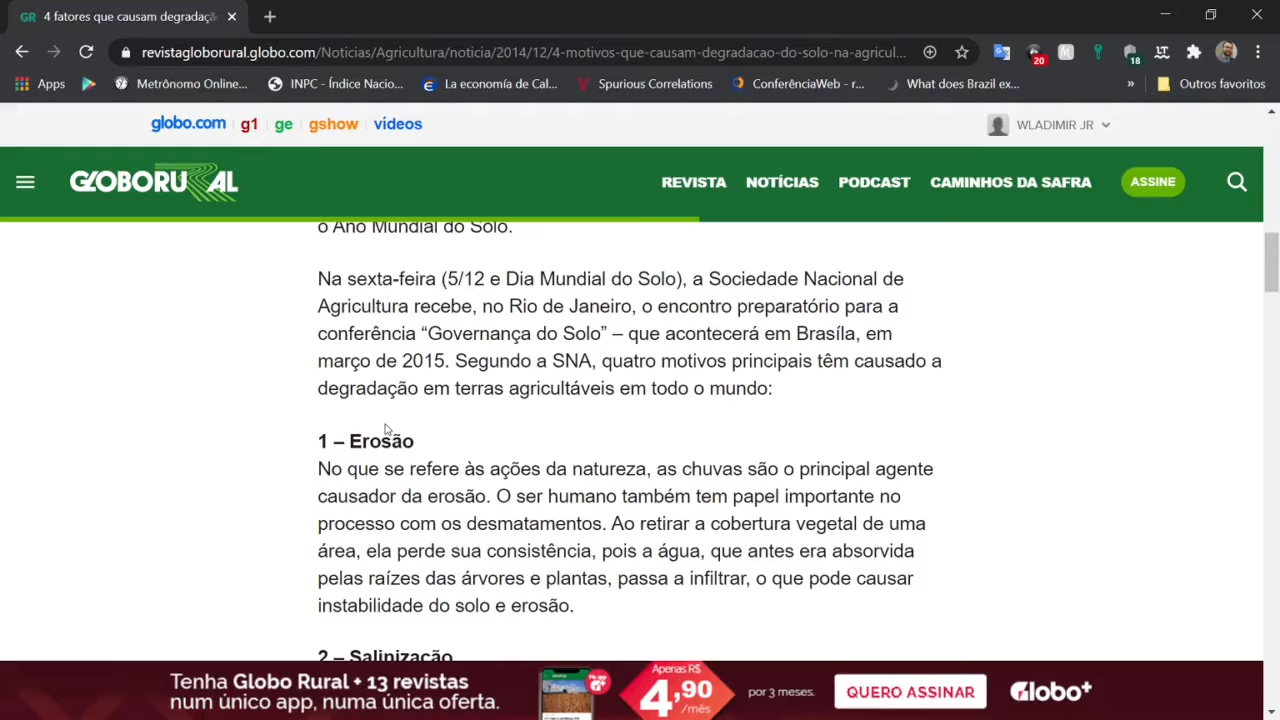 GR 4 fatores que causam degradaçã
revistagloborural.globo.com/Noticias/Agricultura/noticia/2014/12/4-motivos-que-causam-degradacao-do-solo-na-agricul...
20
18
Apps
Metrônomo Online...
INPC - Índice Nacio...
La economía de Cal...
Spurious Correlations
ConferênciaWeb - r...
What does Brazil ex...
»
Outros favoritos
globo.com g1 ge gshow vídeos
WLADIMIR JR
GLOBO RURAL
REVISTA NOTÍCIAS PODCAST CAMINHOS DA SAFRA ASSINE
o Ano Mundial do Solo.
Na sexta-feira (5/12 e Dia Mundial do Solo), a Sociedade Nacional de
Agricultura recebe, no Rio de Janeiro, o encontro preparatório para a
conferência “Governança do Solo” – que acontecerá em Brasíla, em
março de 2015. Segundo a SNA, quatro motivos principais têm causado a
degradação em terras agricultáveis em todo o mundo:
1 – Erosão
No que se refere às ações da natureza, as chuvas são o principal agente
causador da erosão. O ser humano também tem papel importante no
processo com os desmatamentos. Ao retirar a cobertura vegetal de uma
área, ela perde sua consistência, pois a água, que antes era absorvida
pelas raízes das árvores e plantas, passa a infiltrar, o que pode causar
instabilidade do solo e erosão.
2 – Salinização
Tenha Globo Rural + 13 revistas
num único app, numa única oferta.
Apenas R$
4,90
/mês
por 3 meses.
QUERO ASSINAR
globo+